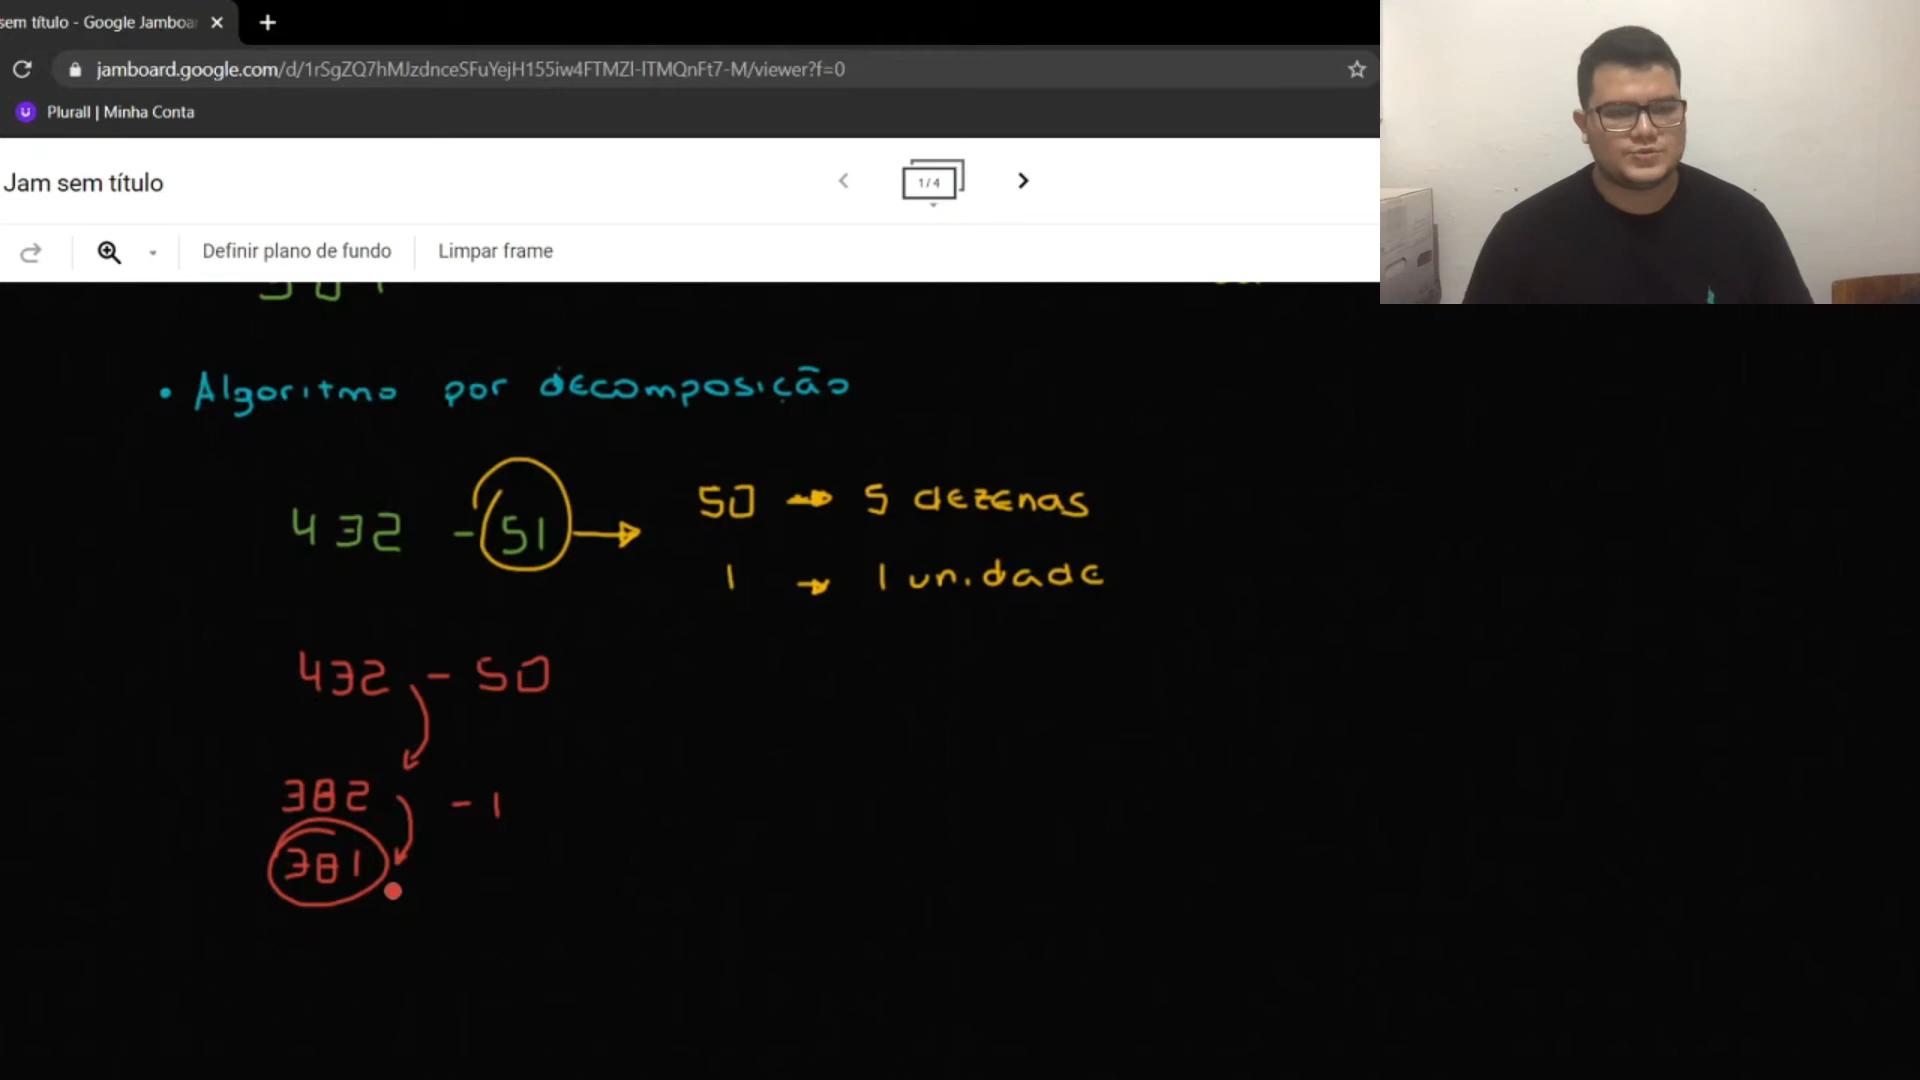 sem título - Google Jamboa
jamboard.google.com/d/1rSgZQ7hMJzdnceSFuYejH155iw4FTMZl-lTMQnFt7-M/viewer?f=0
Plurall | Minha Conta
Jam sem título
1/4
Definir plano de fundo
Limpar frame
• Algoritmo por decomposição
432 - 51 → 50 → 5 dezenas
1 → 1 unidade
432 - 50
382 - 1
381